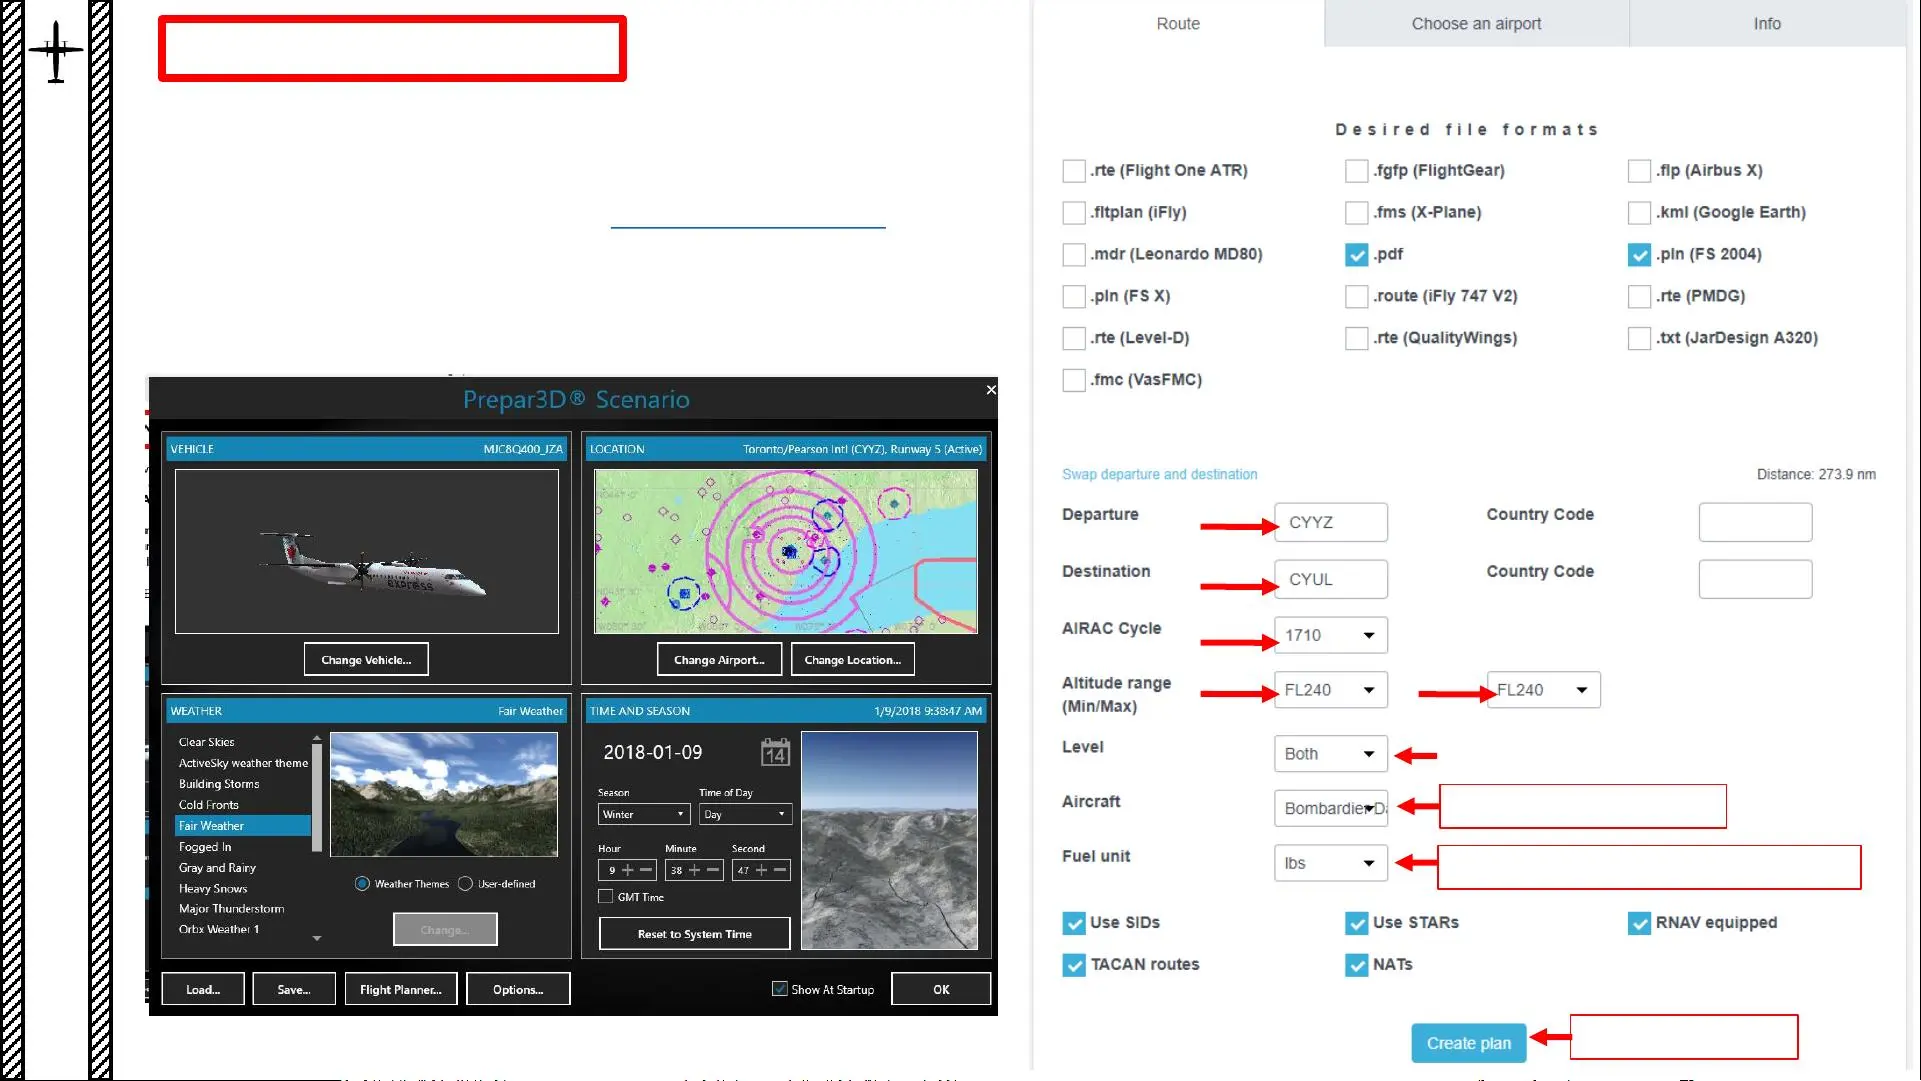 Route
Choose an airport
Info
Desired file formats
.rte (Flight One ATR)
.fgfp (FlightGear)
.flp (Airbus X)
.fltplan (iFly)
.fms (X-Plane)
.kml (Google Earth)
.mdr (Leonardo MD80)
.pdf
.pln (FS 2004)
.pln (FS X)
.route (iFly 747 V2)
.rte (PMDG)
.rte (Level-D)
.rte (QualityWings)
.txt (JarDesign A320)
.fmc (VasFMC)
Swap departure and destination
Distance: 273.9 nm
Departure
CYYZ
Country Code
Destination
CYUL
Country Code
AIRAC Cycle
1710
Altitude range
(Min/Max)
FL240
FL240
Level
Both
Aircraft
Bombardier Da
Fuel unit
lbs
Use SIDs
Use STARs
RNAV equipped
TACAN routes
NATs
Create plan
Prepar3D® Scenario
VEHICLE
MJC8Q400_JZA
express
Change Vehicle...
LOCATION
Toronto/Pearson Intl (CYYZ), Runway 5 (Active)
Change Airport...
Change Location...
WEATHER
Fair Weather
Clear Skies
ActiveSky weather theme
Building Storms
Cold Fronts
Fair Weather
Fogged In
Gray and Rainy
Heavy Snows
Major Thunderstorm
Orbx Weather 1
Weather Themes
User-defined
Change...
TIME AND SEASON
1/9/2018 9:38:47 AM
2018-01-09
14
Season
Time of Day
Winter
Day
Hour
Minute
Second
9
38
47
GMT Time
Reset to System Time
Load...
Save...
Flight Planner...
Options...
Show At Startup
OK